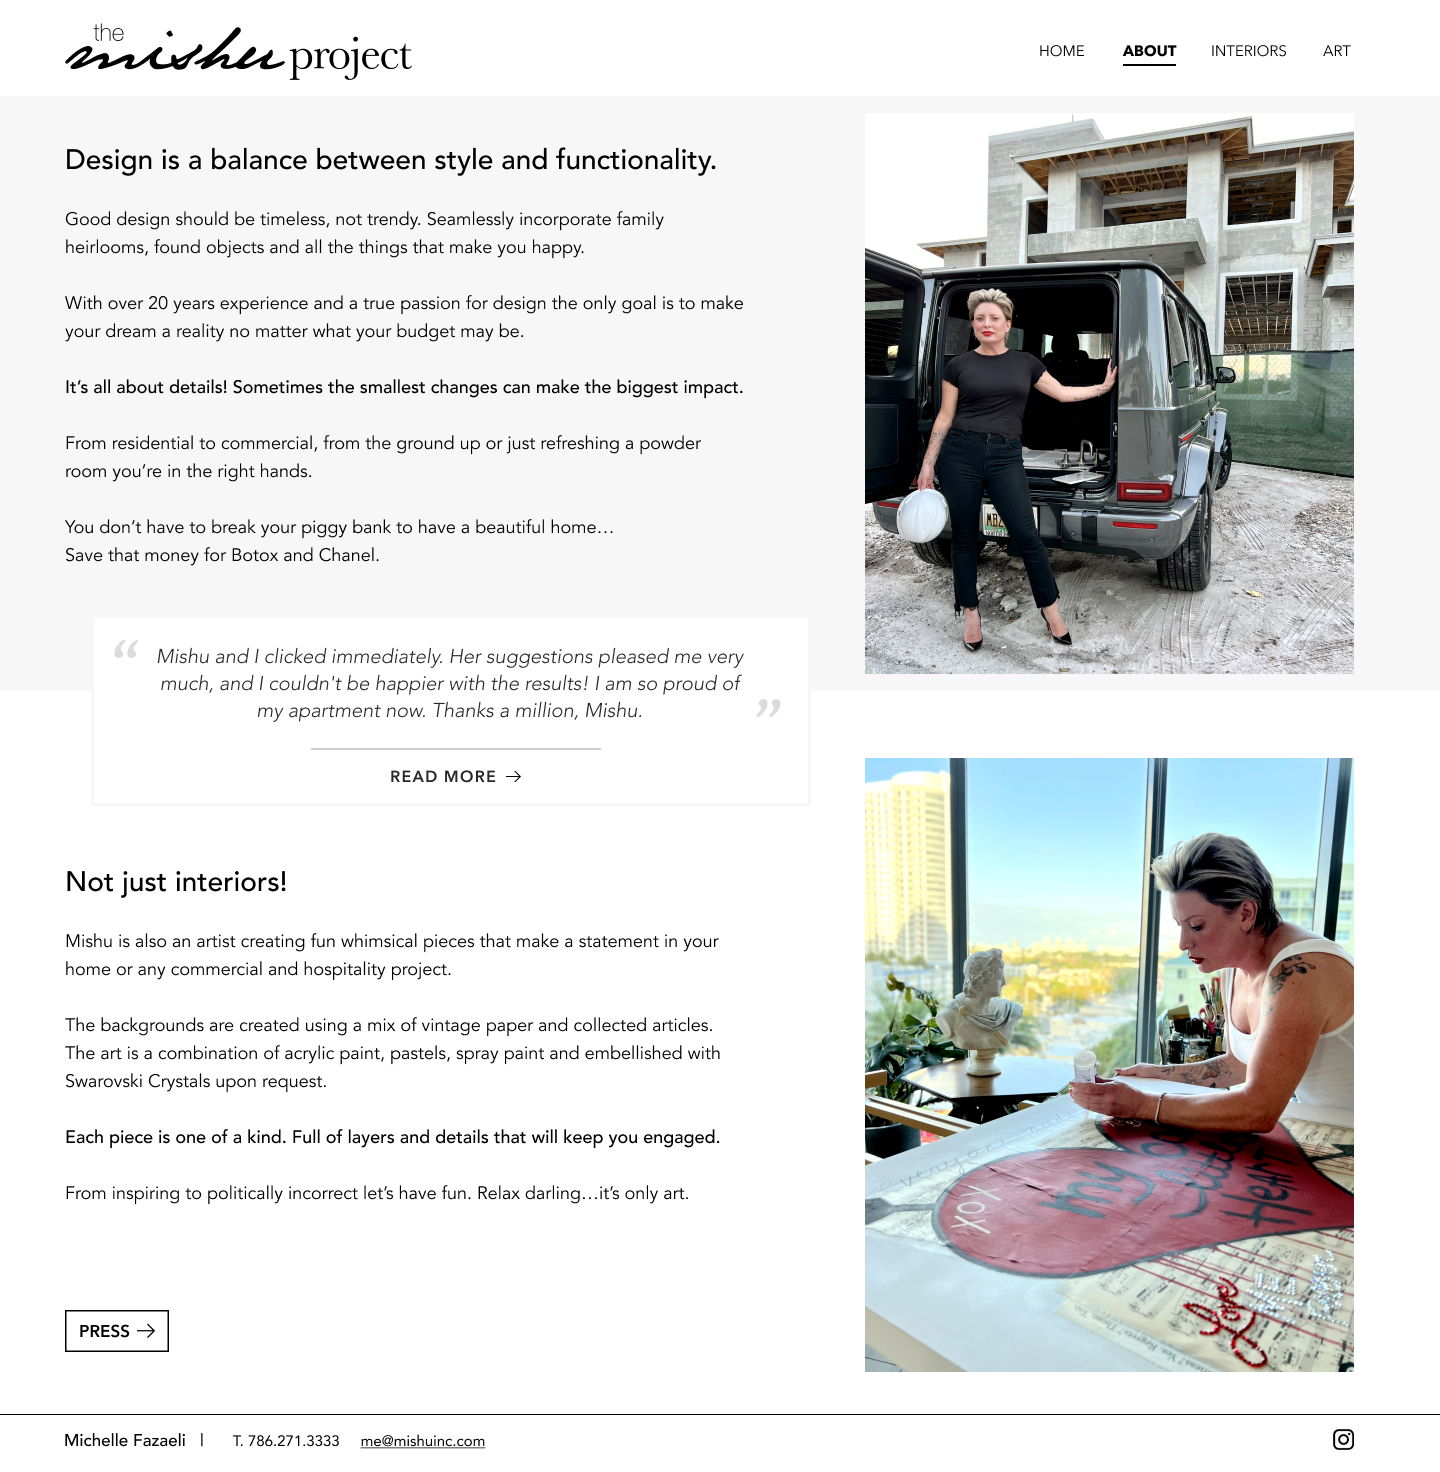 the
mishu project
HOME ABOUT INTERIORS ART
Design is a balance between style and functionality.
Good design should be timeless, not trendy. Seamlessly incorporate family
heirlooms, found objects and all the things that make you happy.
With over 20 years experience and a true passion for design the only goal is to make
your dream a reality no matter what your budget may be.
It’s all about details! Sometimes the smallest changes can make the biggest impact.
From residential to commercial, from the ground up or just refreshing a powder
room you’re in the right hands.
You don’t have to break your piggy bank to have a beautiful home…
Save that money for Botox and Chanel.
“ Mishu and I clicked immediately. Her suggestions pleased me very
much, and I couldn't be happier with the results! I am so proud of
my apartment now. Thanks a million, Mishu. ”
READ MORE →
Not just interiors!
Mishu is also an artist creating fun whimsical pieces that make a statement in your
home or any commercial and hospitality project.
The backgrounds are created using a mix of vintage paper and collected articles.
The art is a combination of acrylic paint, pastels, spray paint and embellished with
Swarovski Crystals upon request.
Each piece is one of a kind. Full of layers and details that will keep you engaged.
From inspiring to politically incorrect let’s have fun. Relax darling…it’s only art.
my
Heart
XOX
PRESS →
Michelle Fazaeli | T. 786.271.3333 me@mishuinc.com